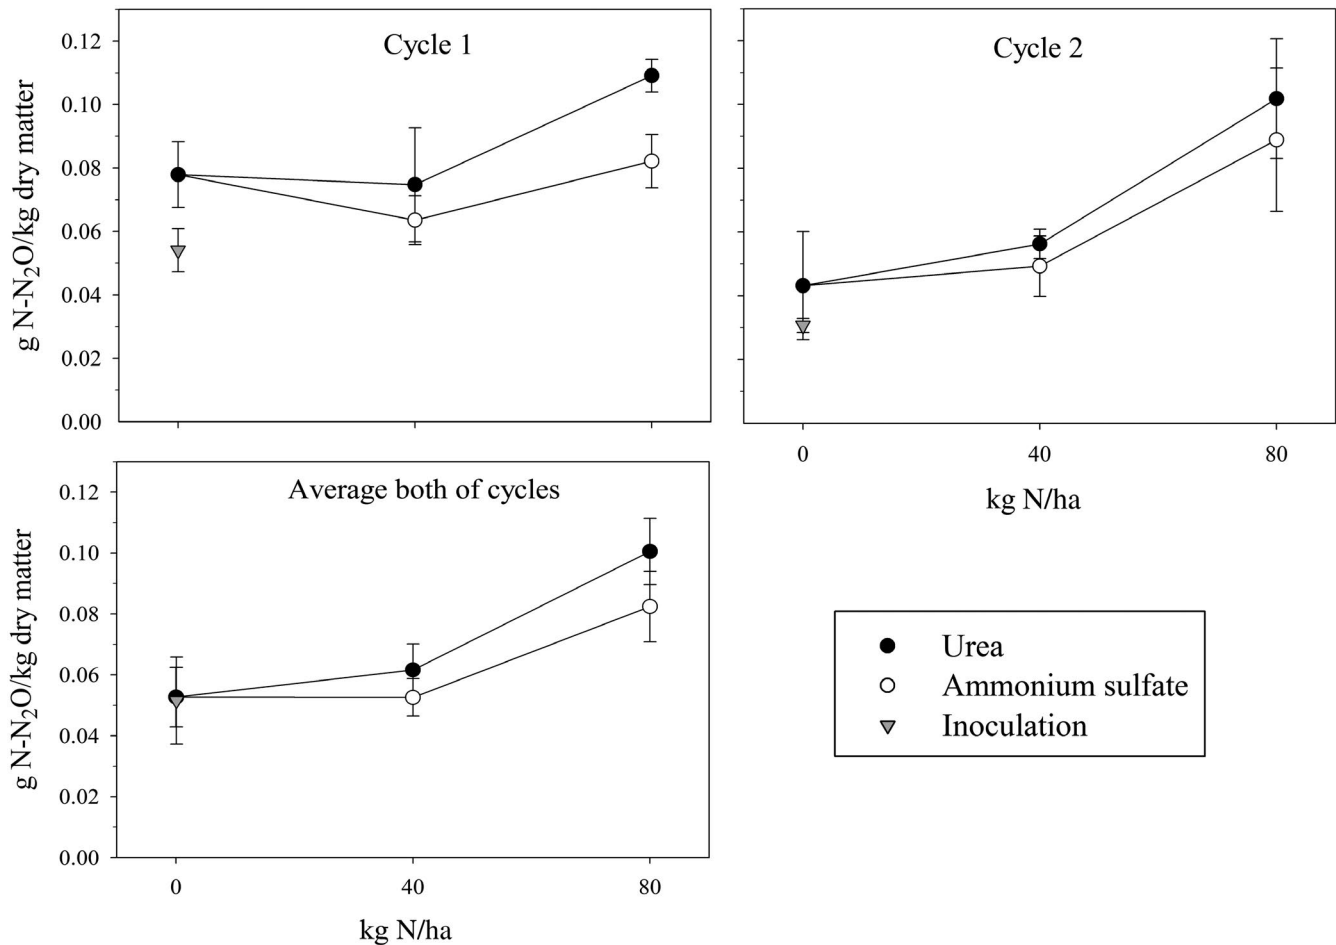 Cycle 1
g N-N₂O/kg dry matter
0.12
0.10
0.08
0.06
0.04
0.02
0.00
Cycle 2
0
40
80
kg N/ha
Average both of cycles
g N-N₂O/kg dry matter
0.12
0.10
0.08
0.06
0.04
0.02
0.00
0
40
80
kg N/ha
Urea
Ammonium sulfate
Inoculation